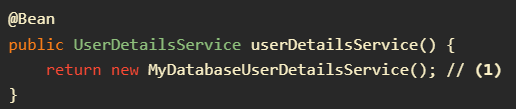 @Bean
public UserDetailsService userDetailsService() {
    return new MyDatabaseUserDetailsService(); // (1)
}